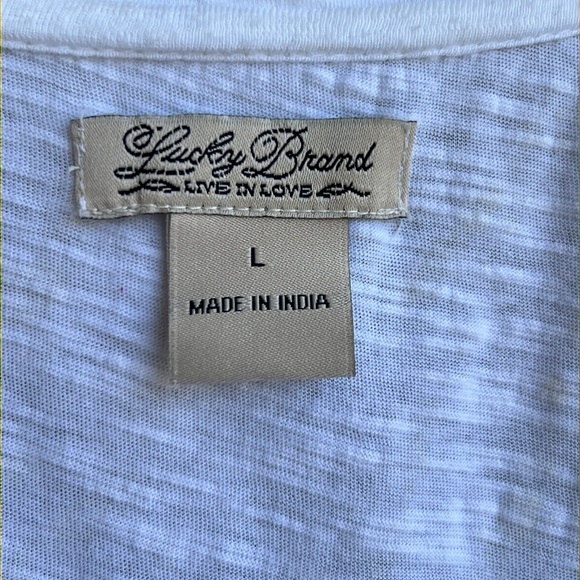 Lucky Brand
LIVE IN LOVE
L
MADE IN INDIA